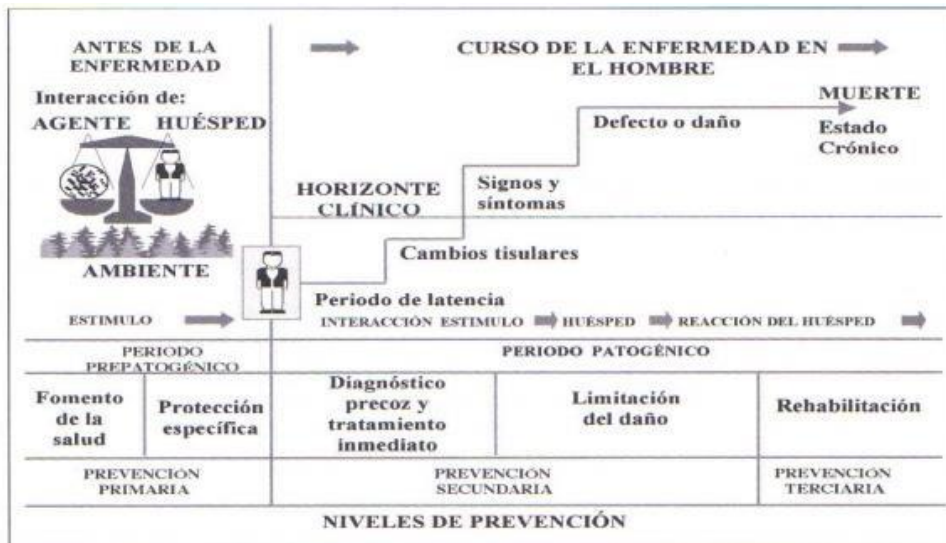 ANTES DE LA
ENFERMEDAD
Interacción de:
AGENTE HUÉSPED
AMBIENTE
ESTIMULO
CURSO DE LA ENFERMEDAD EN
EL HOMBRE
MUERTE
Estado
Crónico
Defecto o daño
Signos y
síntomas
HORIZONTE
CLÍNICO
Cambios tisulares
Periodo de latencia
INTERACCIÓN ESTIMULO HUÉSPED REACCIÓN DEL HUÉSPED
PERIODO
PREPATOGÉNICO
PERIODO PATOGÉNICO
Fomento
de la
salud
Protección
específica
Diagnóstico
precoz y
tratamiento
inmediato
Limitación
del daño
Rehabilitación
PREVENCIÓN
PRIMARIA
PREVENCIÓN
SECUNDARIA
PREVENCIÓN
TERCIARIA
NIVELES DE PREVENCIÓN